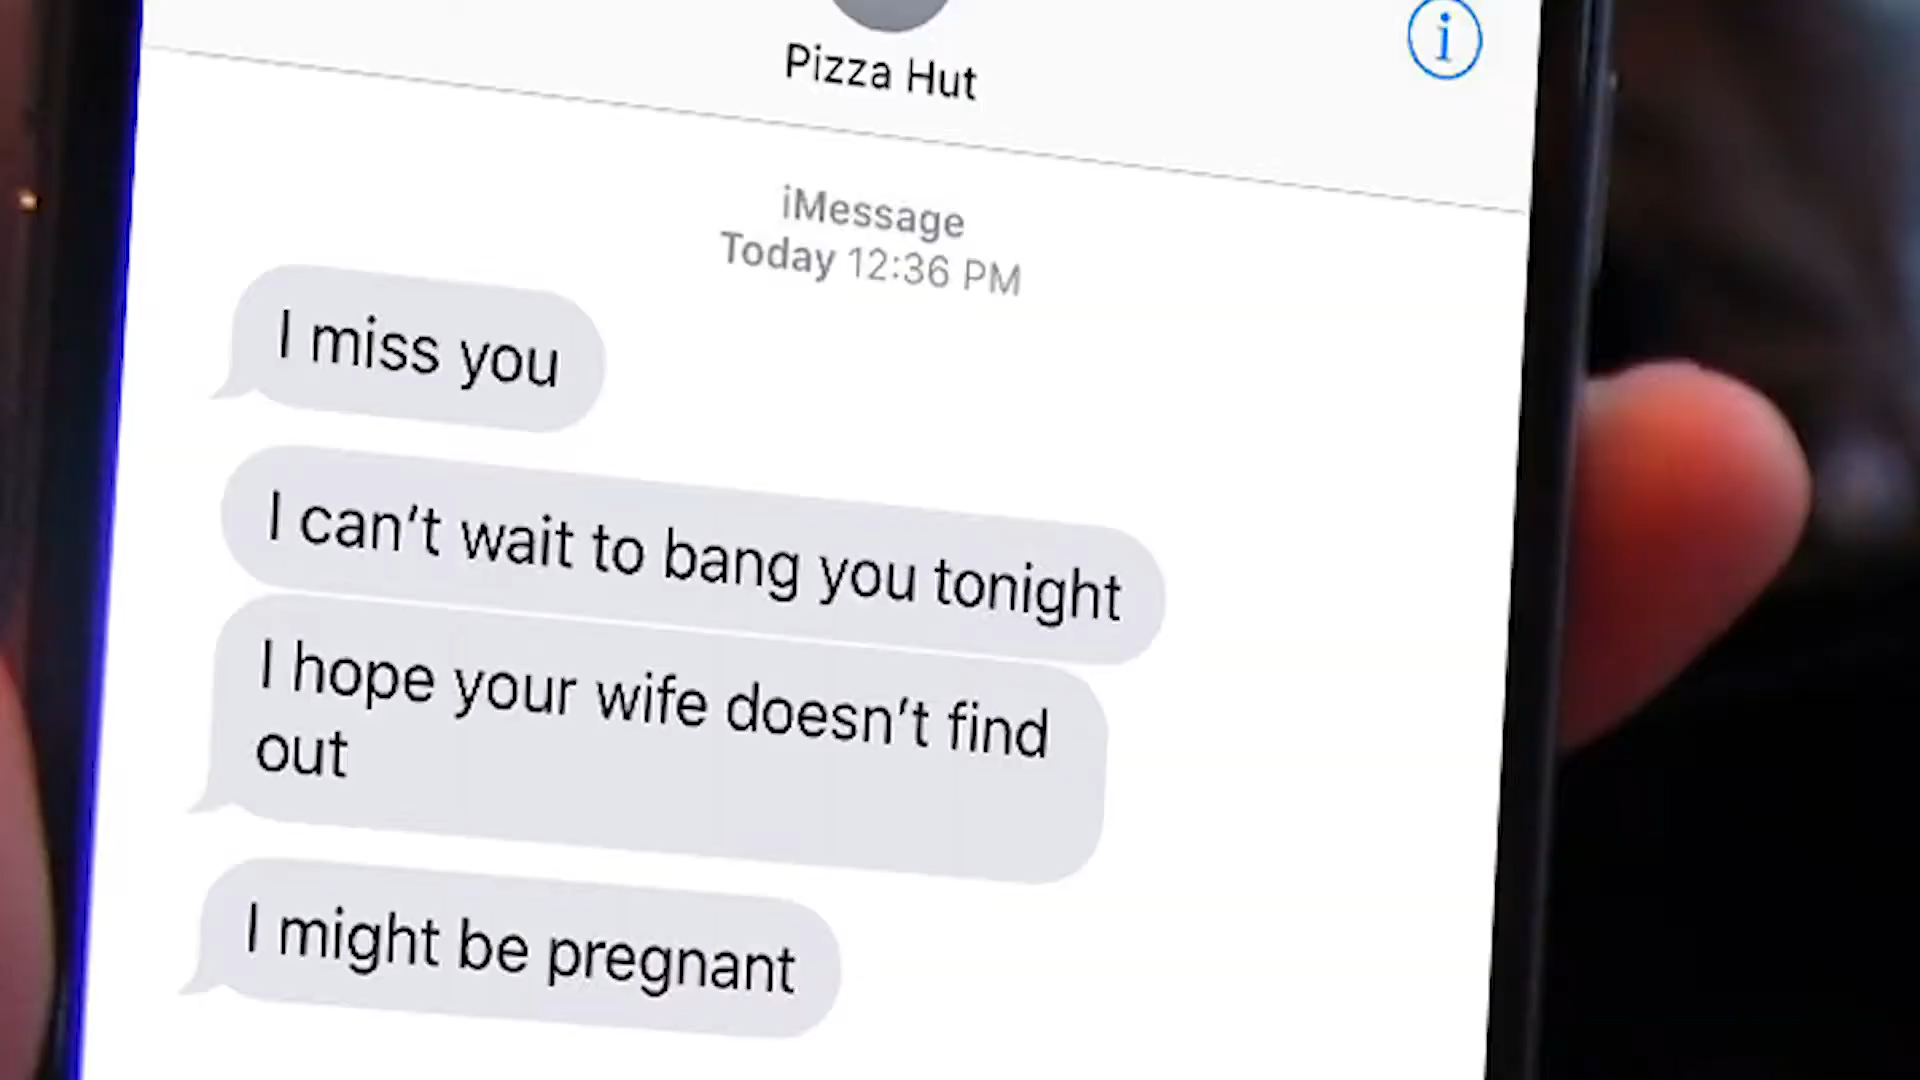 Pizza Hut
iMessage
Today 12:36 PM
I miss you
I can't wait to bang you tonight
I hope your wife doesn't find
out
I might be pregnant